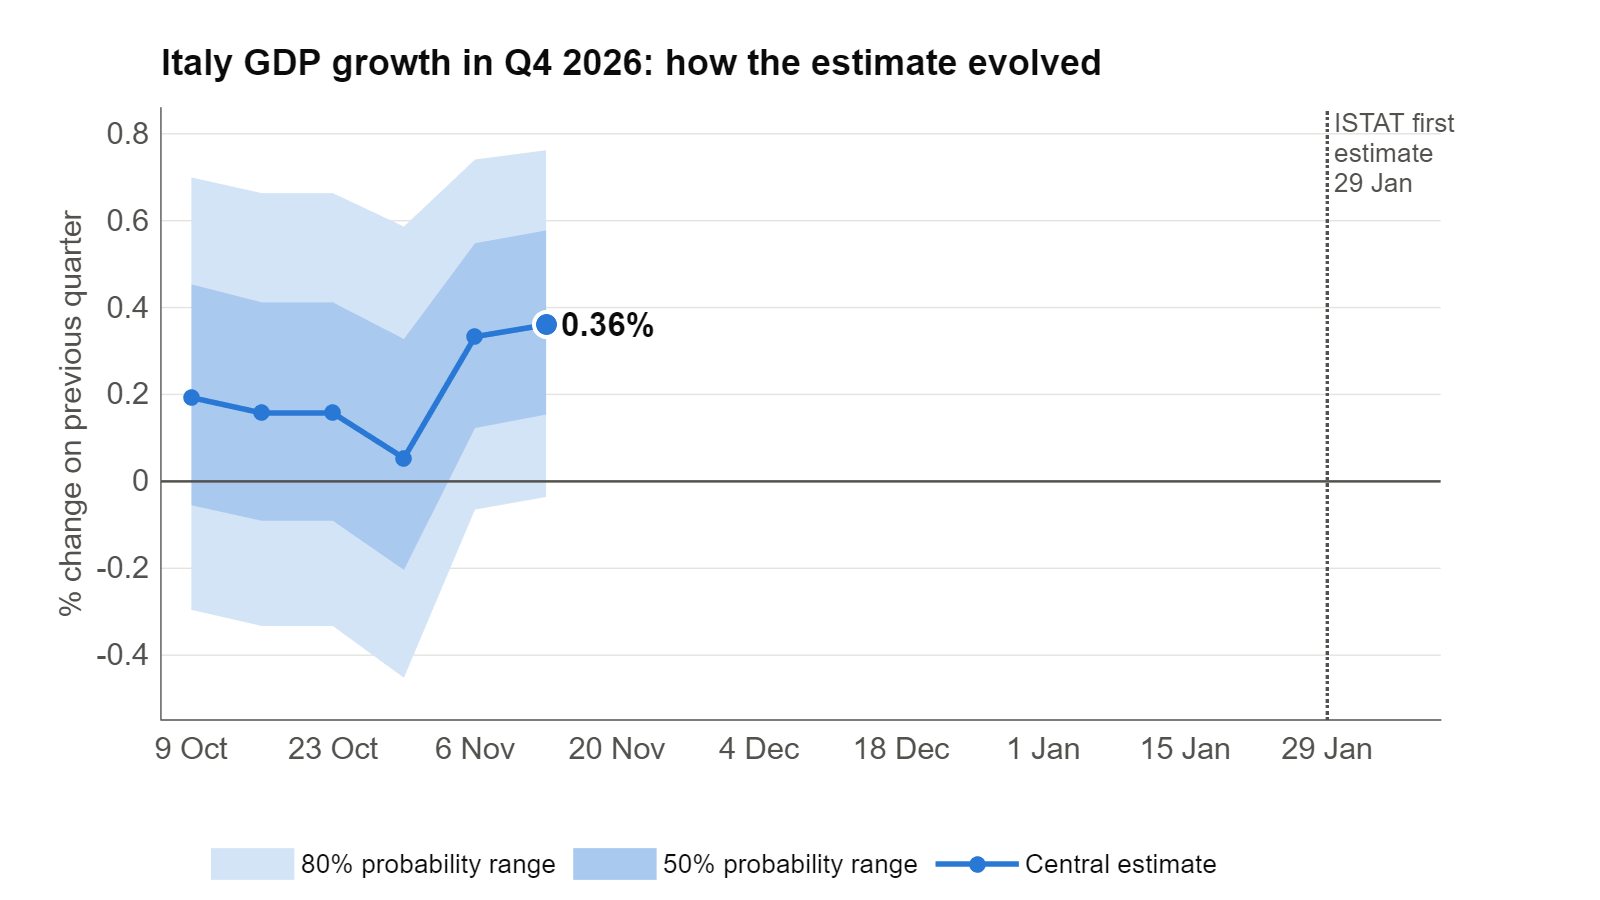 Italy GDP growth in Q4 2026: how the estimate evolved
% change on previous quarter
0.8
0.6
0.4
0.2
0
-0.2
-0.4
ISTAT first
estimate
29 Jan
0.36%
9 Oct
23 Oct
6 Nov
20 Nov
4 Dec
18 Dec
1 Jan
15 Jan
29 Jan
80% probability range
50% probability range
Central estimate